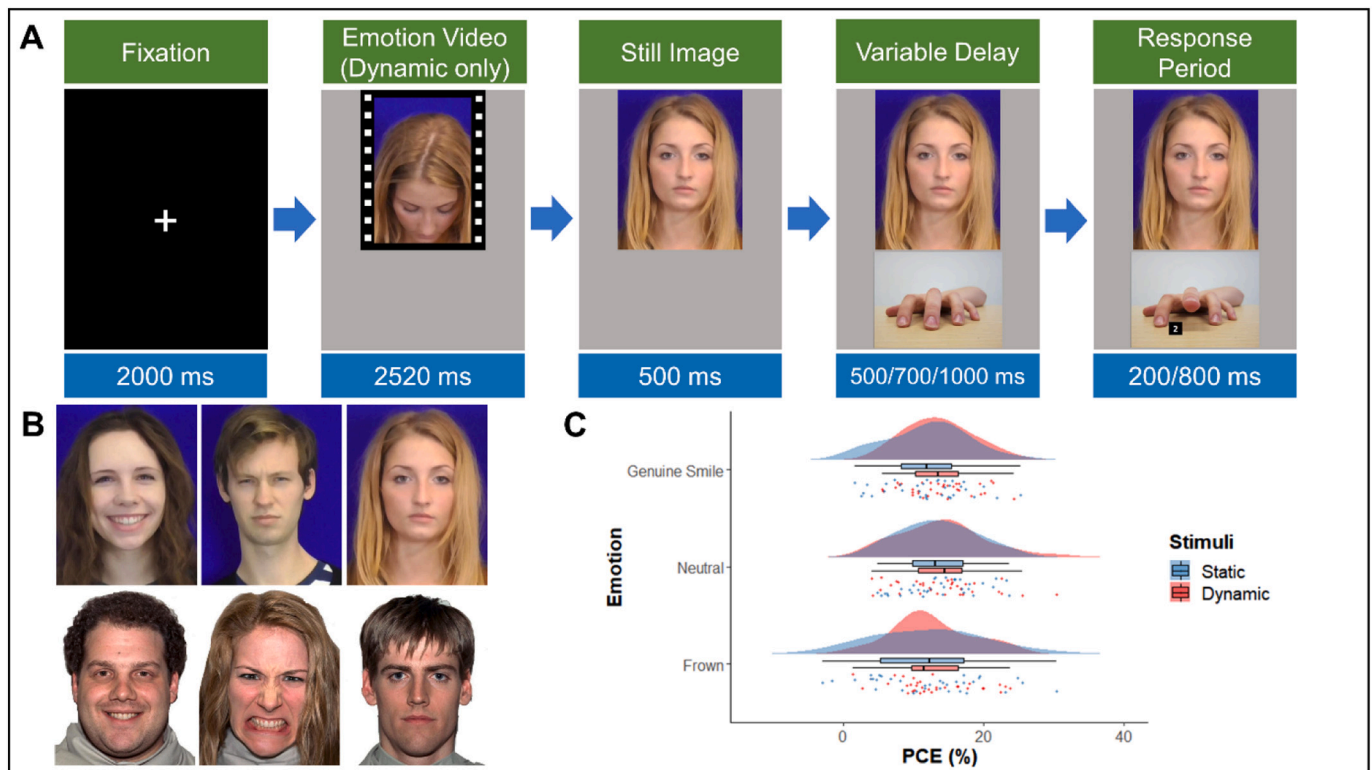 A
Fixation
Emotion Video
(Dynamic only)
Still Image
Variable Delay
Response
Period
+
2
2000 ms
2520 ms
500 ms
500/700/1000 ms
200/800 ms
B
C
Genuine Smile
Neutral
Frown
Emotion
0
20
40
PCE (%)
Stimuli
Static
Dynamic